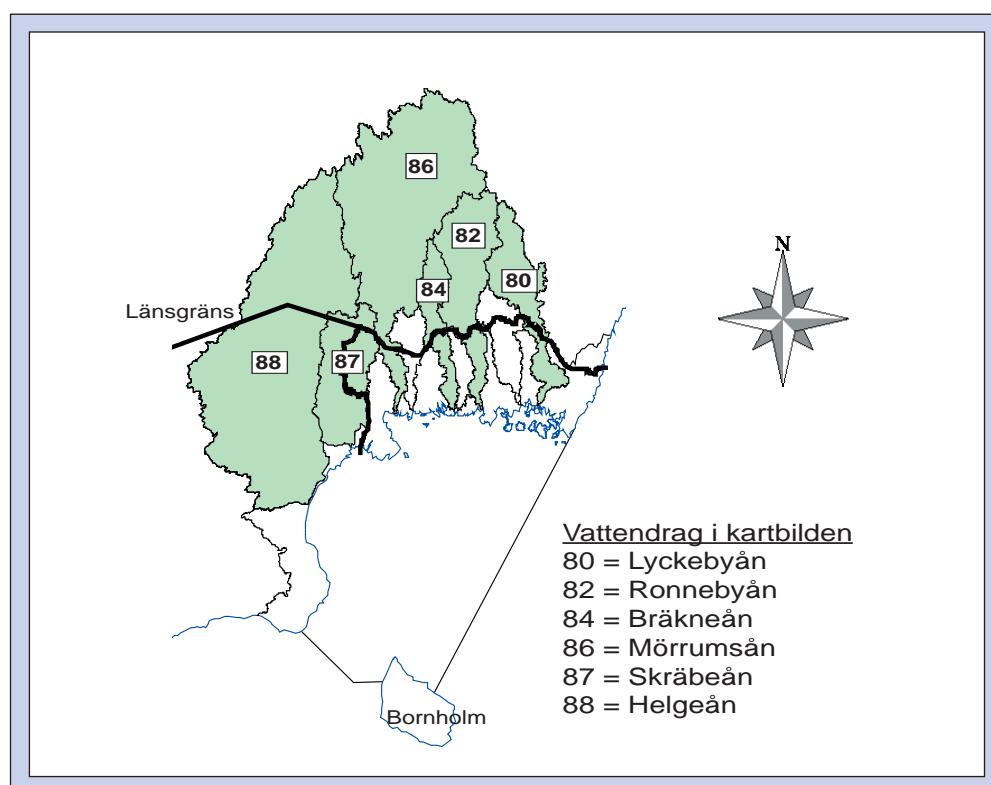 86
82
N
80
84
Länsgräns
88
87
Vattendrag i kartbilden
80 = Lyckebyån
82 = Ronnebyån
84 = Bräkneån
86 = Mörrumsån
87 = Skräbeån
88 = Helgeån
Bornholm